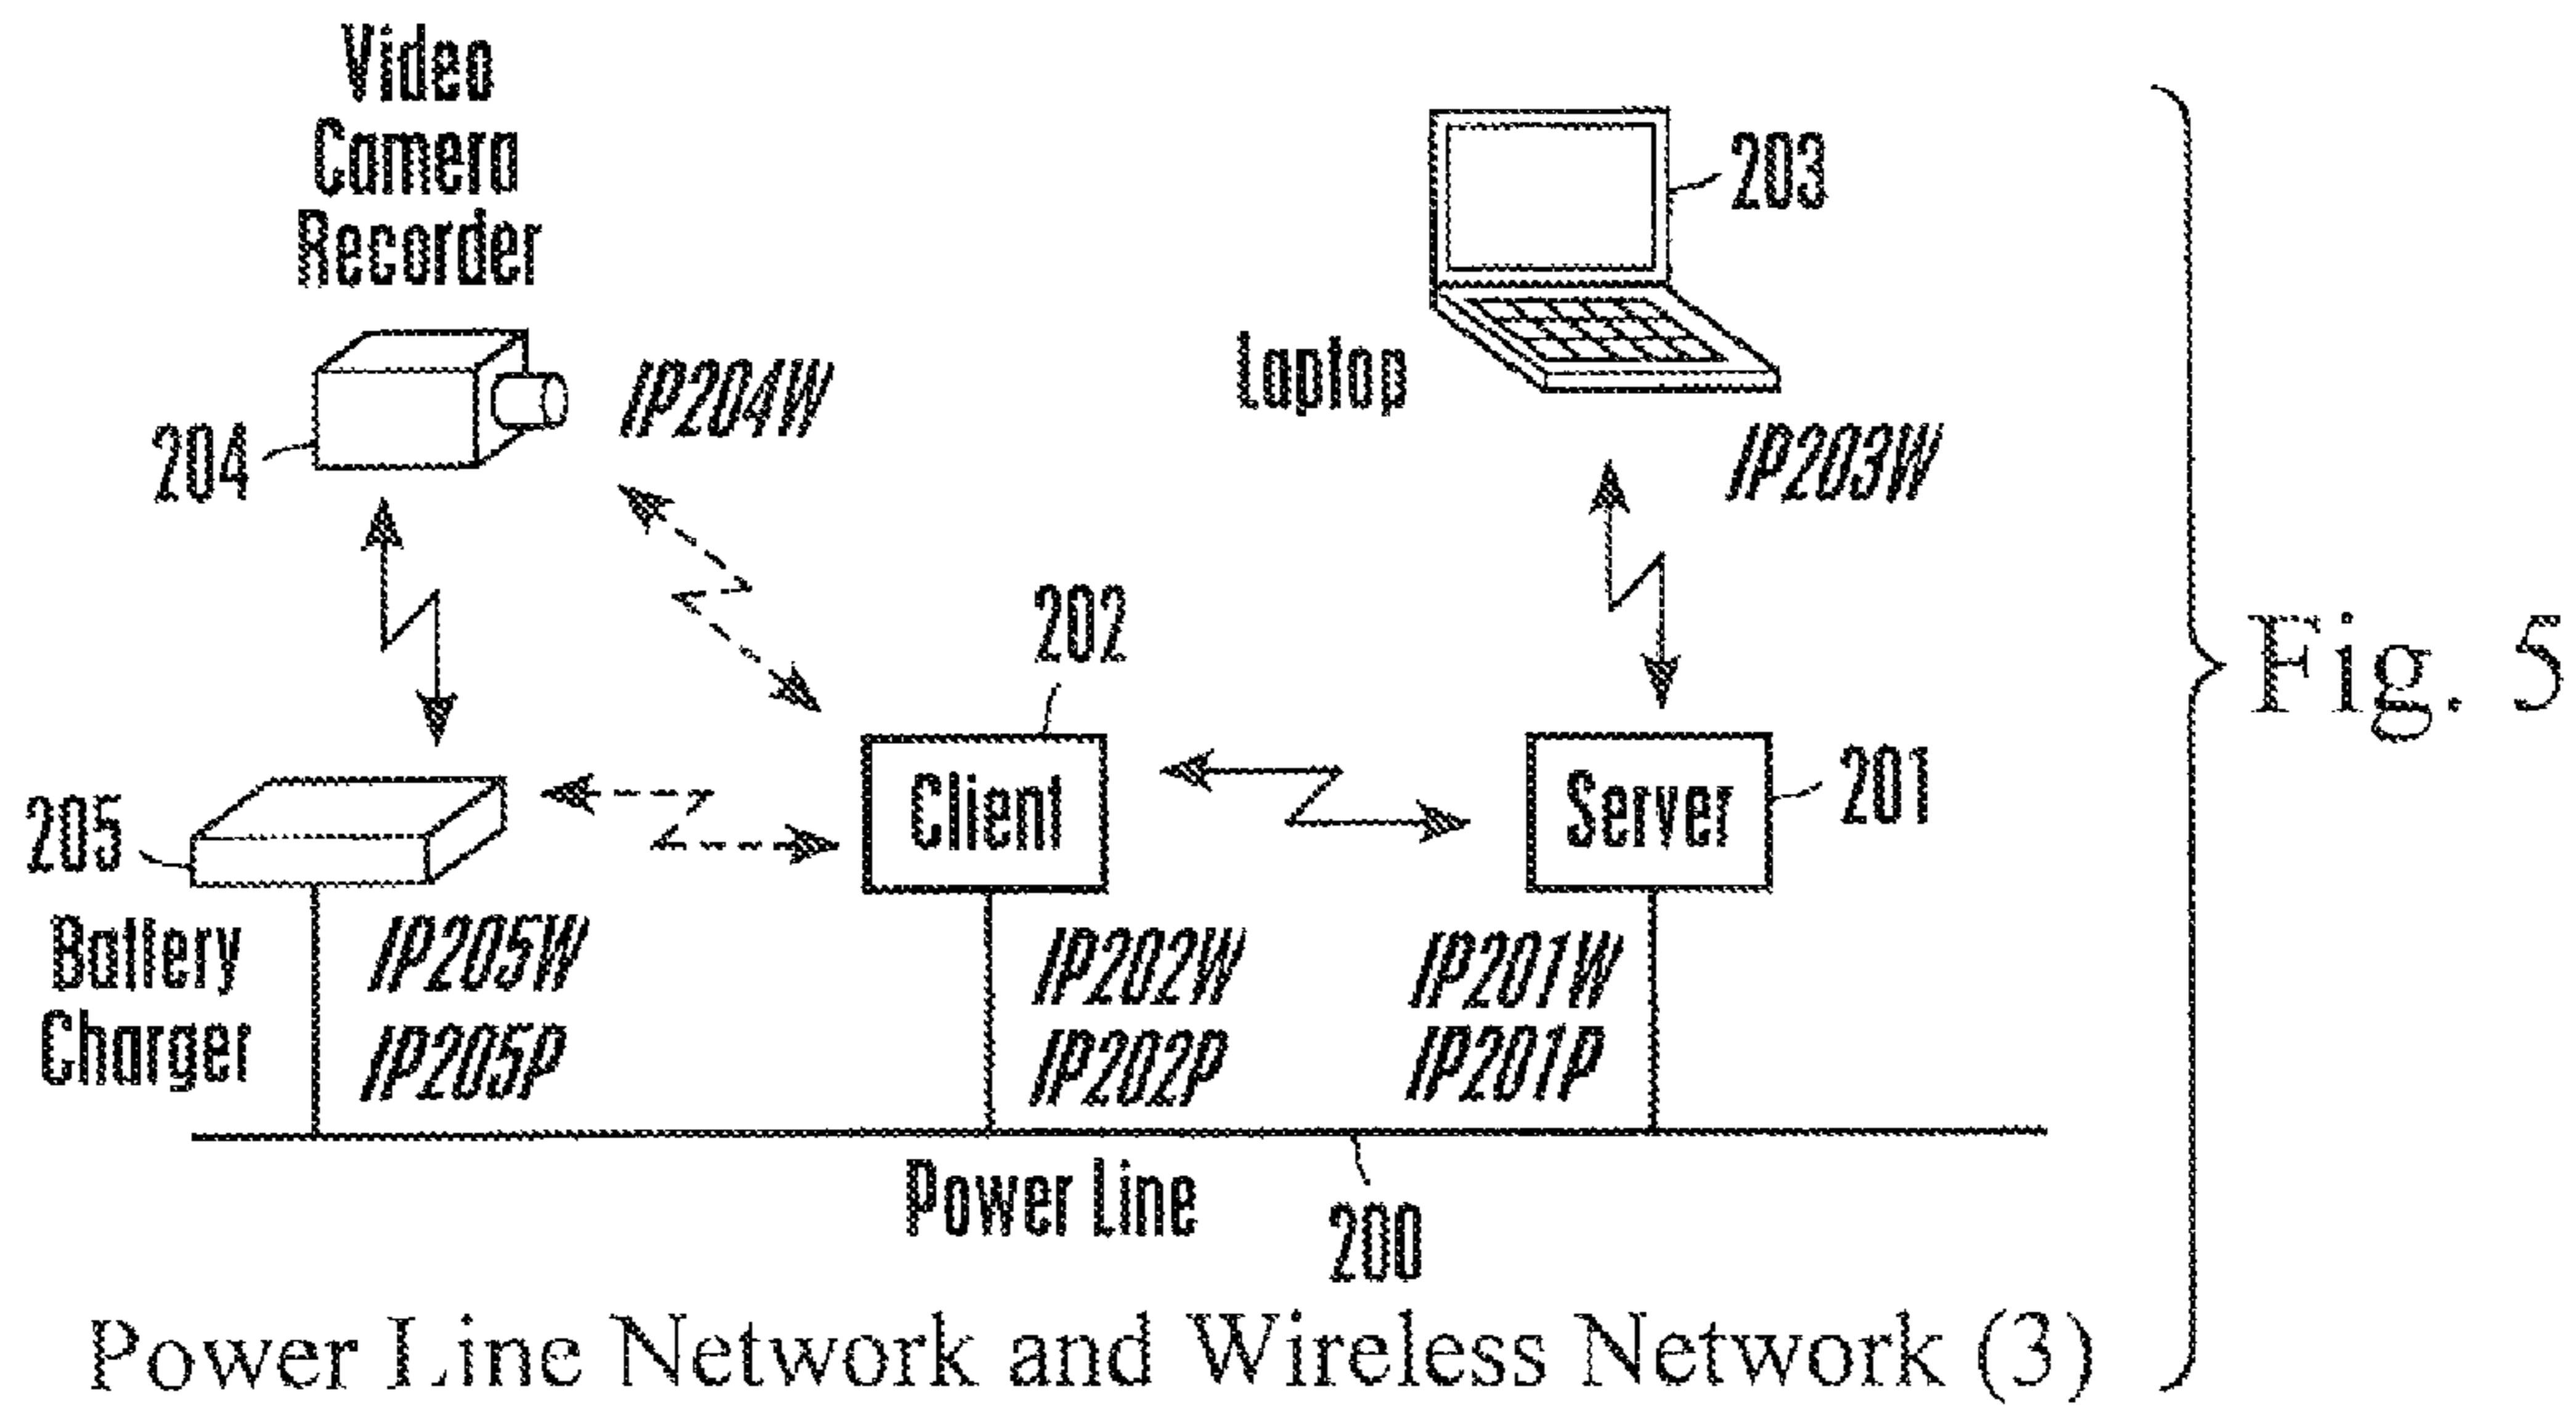 Video
Camera
Recorder
204
IP204W
203
Laptop
IP203W
202
Client
Server
201
205
Battery
Charger
IP205W
IP205P
IP202W
IP202P
IP201W
IP201P
Power Line
200
Power Line Network and Wireless Network (3)
Fig. 5